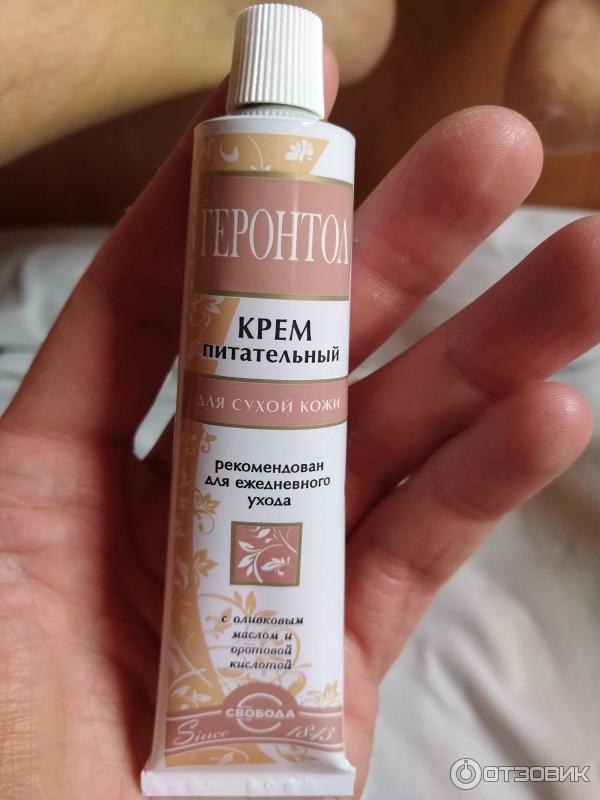 ГЕРОНТОЛ
КРЕМ
питательный
ДЛЯ СУХОЙ КОЖИ
рекомендован
для ежедневного
ухода
с оливковым
маслом и
оротовой
кислотой
СВОБОДА
Since 1843
ОТЗОВИК